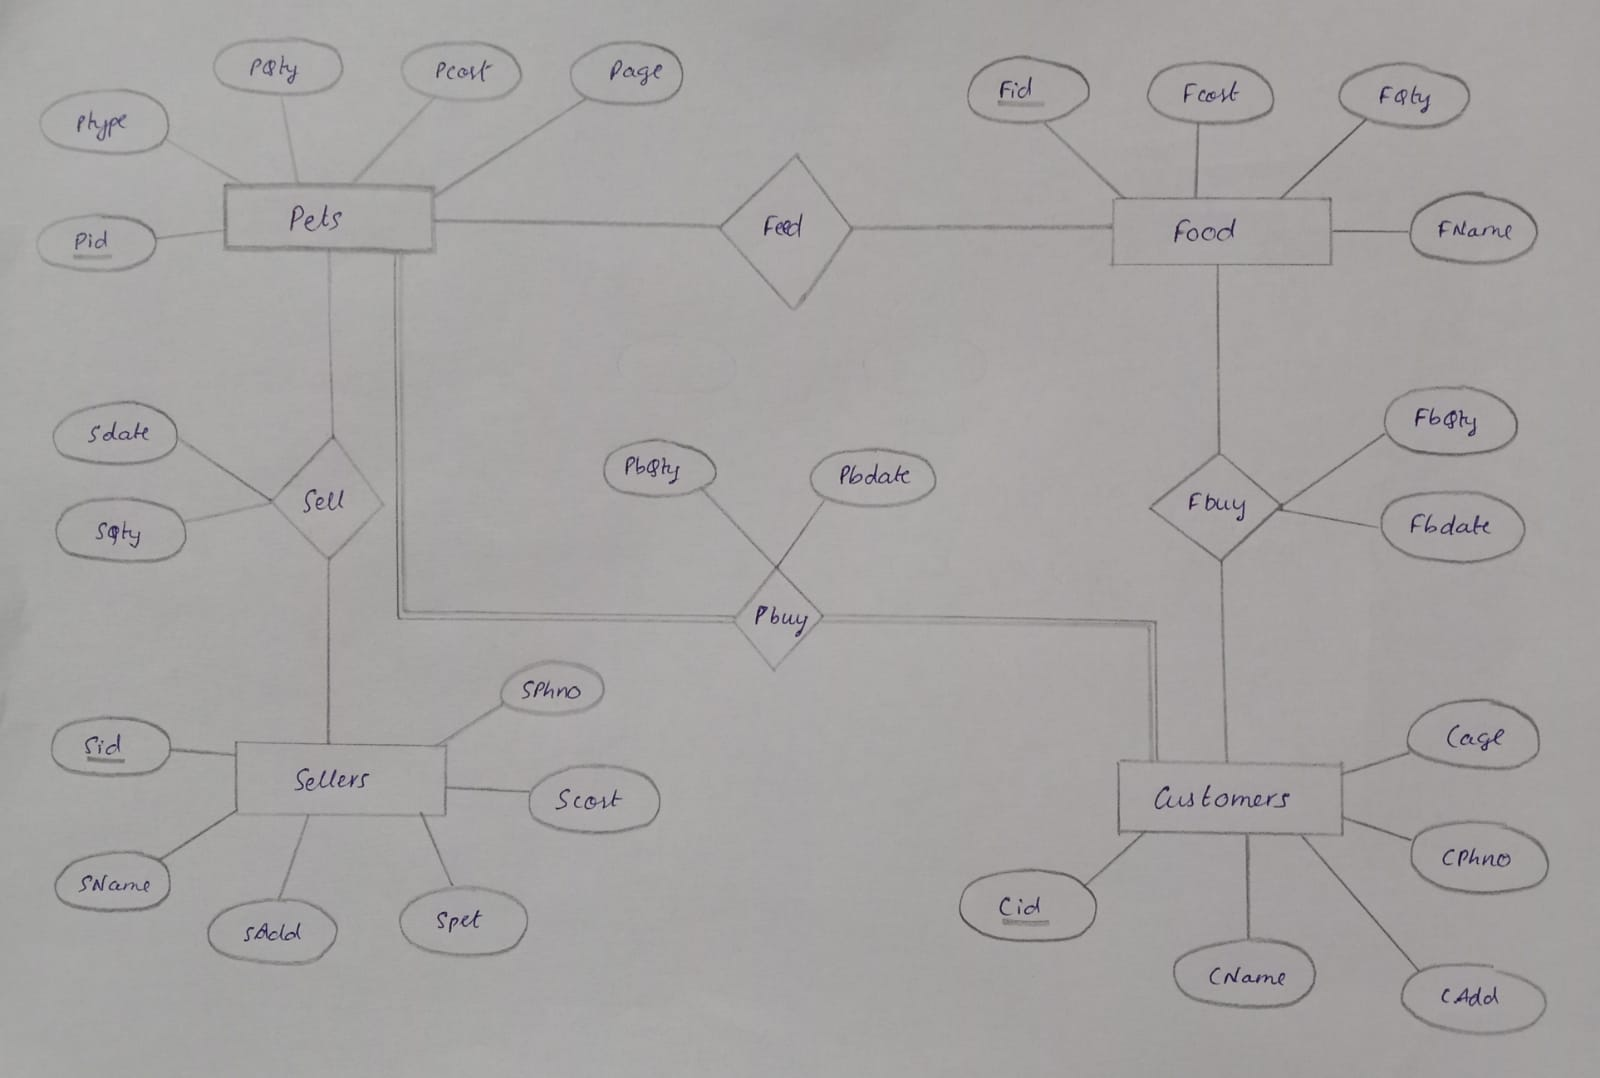 PQty
Pcost
Page
Fid
Fcost
FQty
Ptype
Pets
Feed
Food
FName
Pid
Sdate
Sell
SQty
PbQty
Pbdate
Fbuy
FbQty
Fbdate
Pbuy
SPhno
Sid
Sellers
Scost
SName
SAdd
Spet
Customers
Cage
CPhno
Cid
CName
CAdd